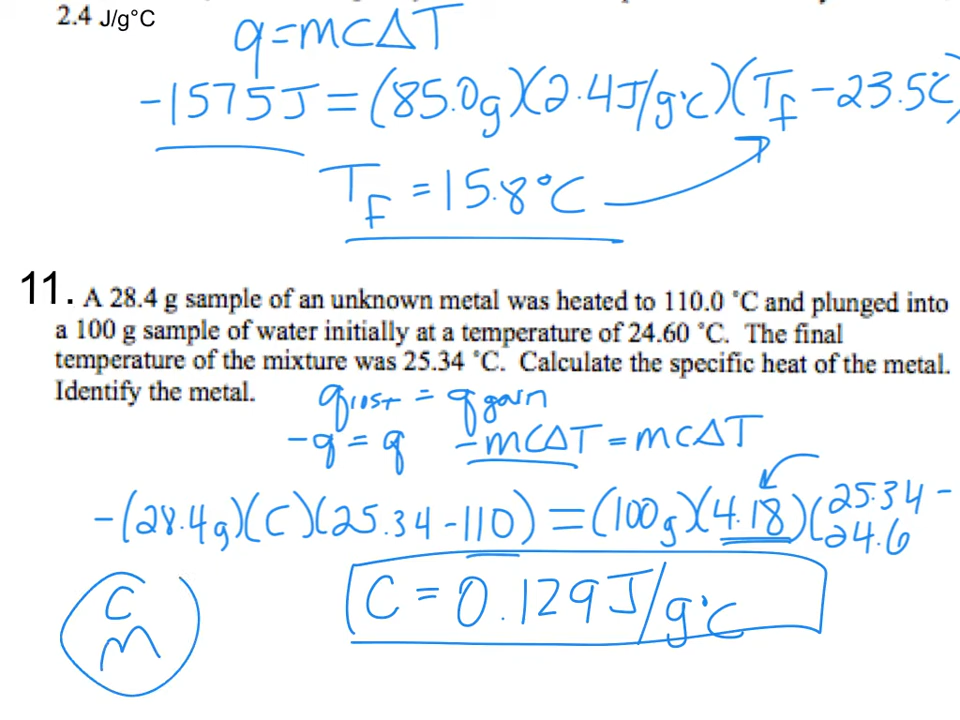 2.4 J/g°C
q=mCΔT
-1575J=(85.0g)(2.4J/g°C)(Tf-23.5°C)
TF=15.8°C
11. A 28.4 g sample of an unknown metal was heated to 110.0 °C and plunged into
a 100 g sample of water initially at a temperature of 24.60 °C. The final
temperature of the mixture was 25.34 °C. Calculate the specific heat of the metal.
Identify the metal.
qlost = qgain
-q = q -mCΔT = mCΔT
-(28.4g)(C)(25.34-110)=(100g)(4.18)(25.34-
24.6
C = 0.129J/g°C
C
m